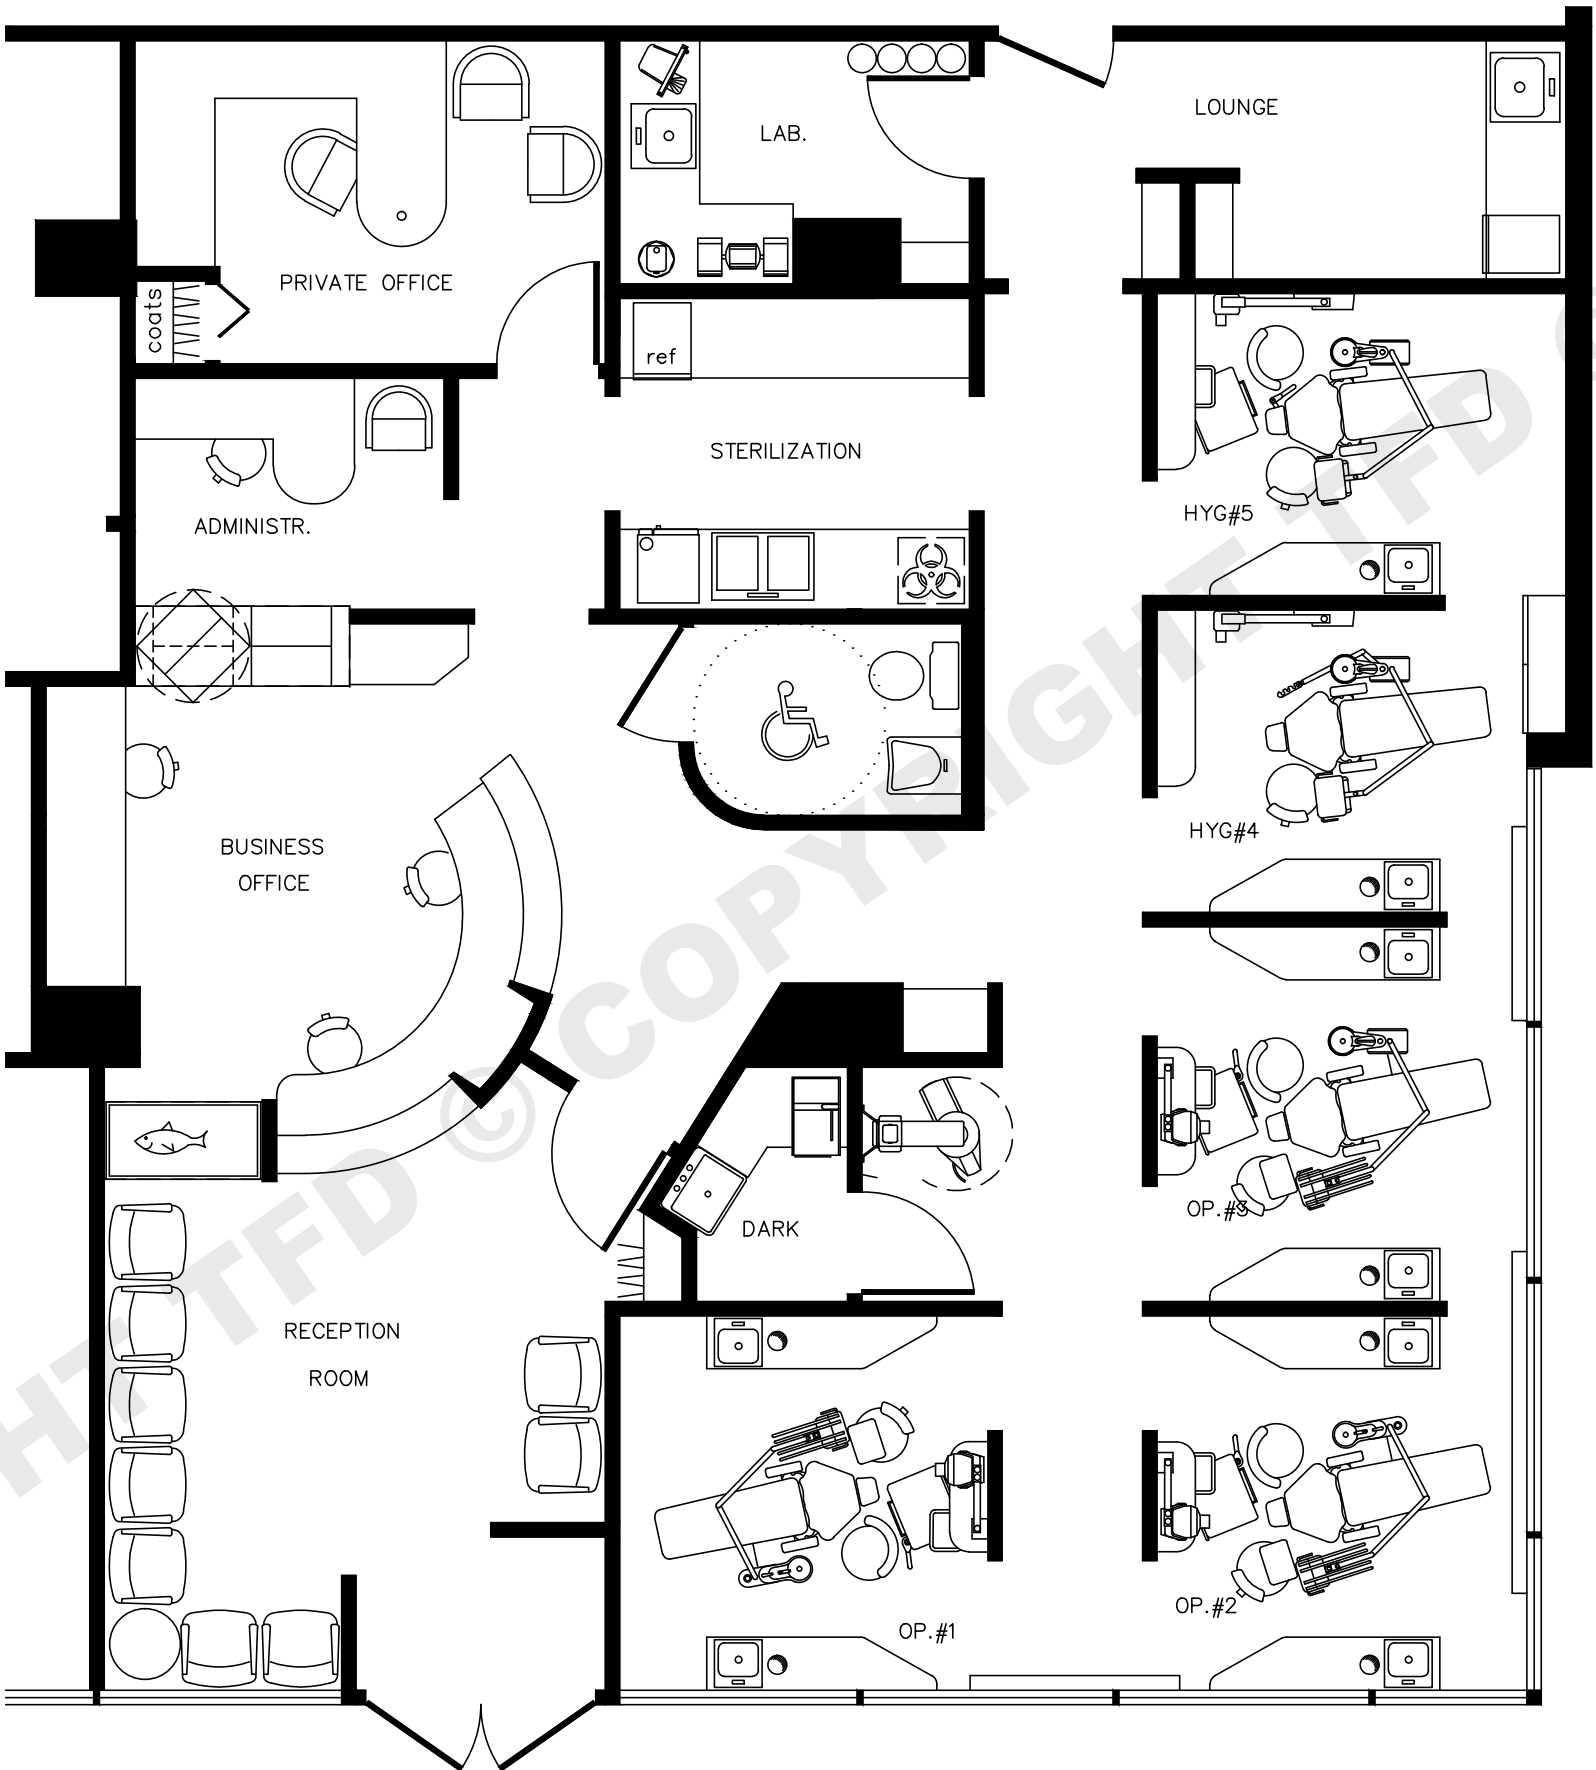 LOUNGE
LAB.
PRIVATE OFFICE
coats
ref
STERILIZATION
HYG#5
ADMINISTR.
HYG#4
BUSINESS
OFFICE
OP.#3
DARK
RECEPTION
ROOM
OP.#2
OP.#1
HT TFD © COPYRIGHT TFD ©